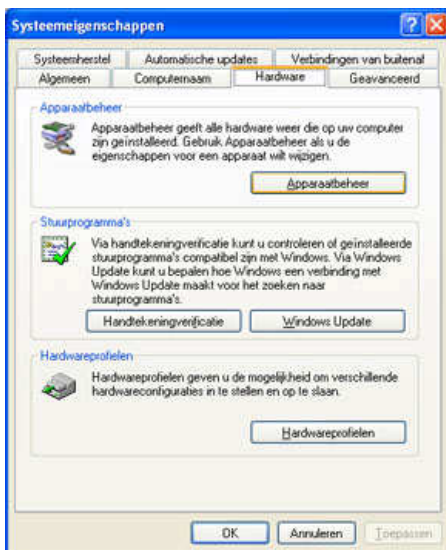 Systeemeigenschappen
Systeemherstel Automatische updates Verbindingen van buitenaf
Algemeen Computernaam Hardware Geavanceerd
Apparaatbeheer
Apparaatbeheer geeft alle hardware weer die op uw computer
zijn geïnstalleerd. Gebruik Apparaatbeheer als u de
eigenschappen voor een apparaat wilt wijzigen.
Apparaatbeheer
Stuurprogramma's
Via handtekeningverificatie kunt u controleren of geïnstalleerde
stuurprogramma's compatibel zijn met Windows. Via Windows
Update kunt u bepalen hoe Windows een verbinding met
Windows Update maakt voor het zoeken naar
stuurprogramma's.
Handtekeningverificatie Windows Update
Hardwareprofielen
Hardwareprofielen geven u de mogelijkheid om verschillende
hardwareconfiguraties in te stellen en op te slaan.
Hardwareprofielen
OK Annuleren Toepassen